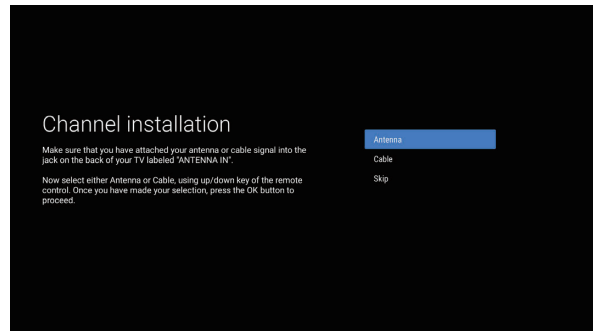 Channel installation
Make sure that you have attached your antenna or cable signal into the
jack on the back of your TV labeled "ANTENNA IN".
Now select either Antenna or Cable, using up/down key of the remote
control. Once you have made your selection, press the OK button to
proceed.
Antenna
Cable
Skip